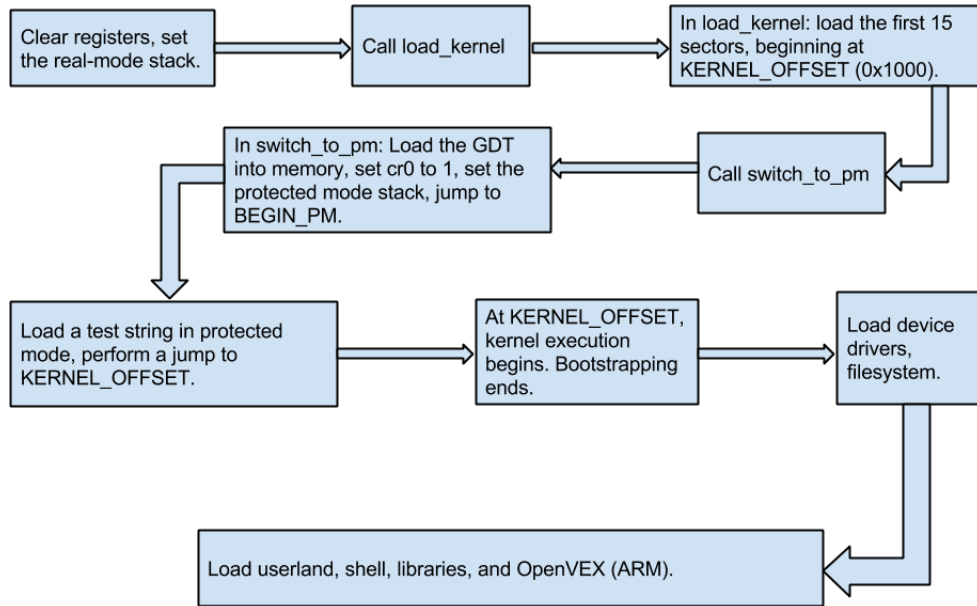 Clear registers, set
the real-mode stack.
Call load_kernel
In load_kernel: load the first 15
sectors, beginning at
KERNEL_OFFSET (0x1000).
Call switch_to_pm
In switch_to_pm: Load the GDT
into memory, set cr0 to 1, set the
protected mode stack, jump to
BEGIN_PM.
Load a test string in protected
mode, perform a jump to
KERNEL_OFFSET.
At KERNEL_OFFSET,
kernel execution
begins. Bootstrapping
ends.
Load device
drivers,
filesystem.
Load userland, shell, libraries, and OpenVEX (ARM).